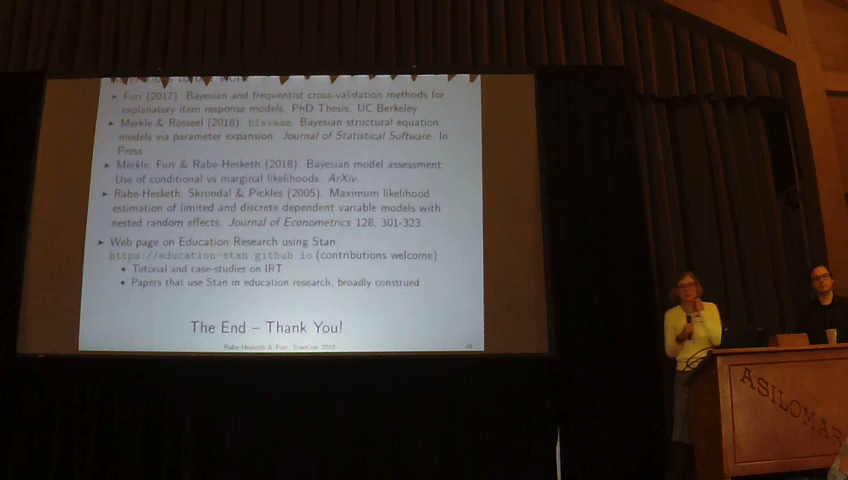 ▸ Furr (2017). Bayesian and frequentist cross-validation methods for
explanatory item response models. PhD Thesis. UC Berkeley
▸ Merkle & Rosseel (2018). blavaan: Bayesian structural equation
models via parameter expansion. Journal of Statistical Software. In
Press.
▸ Merkle, Furr & Rabe-Hesketh (2018). Bayesian model assessment:
Use of conditional vs marginal likelihoods. ArXiv.
▸ Rabe-Hesketh, Skrondal & Pickles (2005). Maximum likelihood
estimation of limited and discrete dependent variable models with
nested random effects. Journal of Econometrics 128, 301-323.
▸ Web page on Education Research using Stan:
https://education-stan.github.io (contributions welcome)
• Tutorial and case-studies on IRT
• Papers that use Stan in education research, broadly construed
The End – Thank You!
Rabe-Hesketh & Furr, StanCon 2018
ASILOMAR